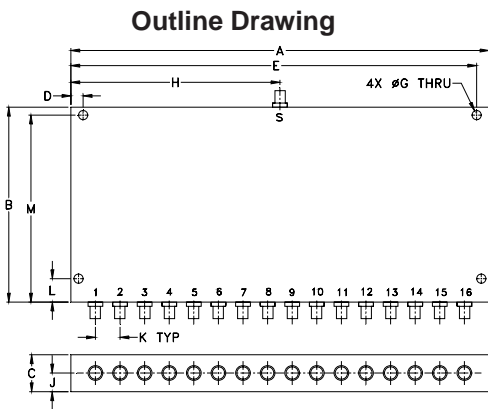 Outline Drawing
A
E
H
D
4X øG THRU
S
B
M
L
1 2 3 4 5 6 7 8 9 10 11 12 13 14 15 16
K TYP
C
J